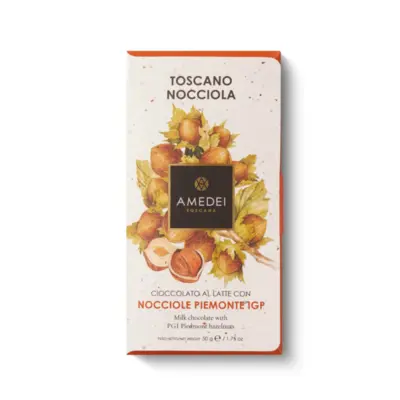 TOSCANO
NOCCIOLA
AMEDEI
TUSCANY
CIOCCOLATO AL LATTE CON
NOCCIOLE PIEMONTE IGP
Milk chocolate with
PGI Piedmont hazelnuts
50 g ℮ / 1.76 oz